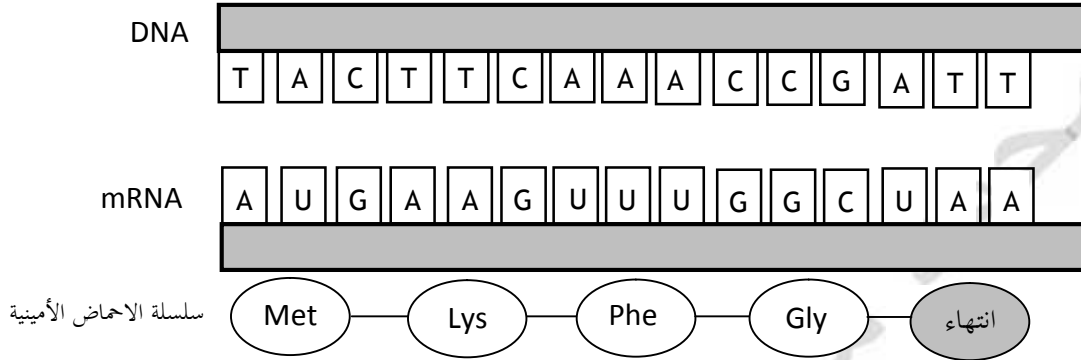 DNA
T A C T T C A A A C C G A T T
mRNA
A U G A A G U U U G G C U A A
سلسلة الاحماض الأمينية
Met Lys Phe Gly انتهاء